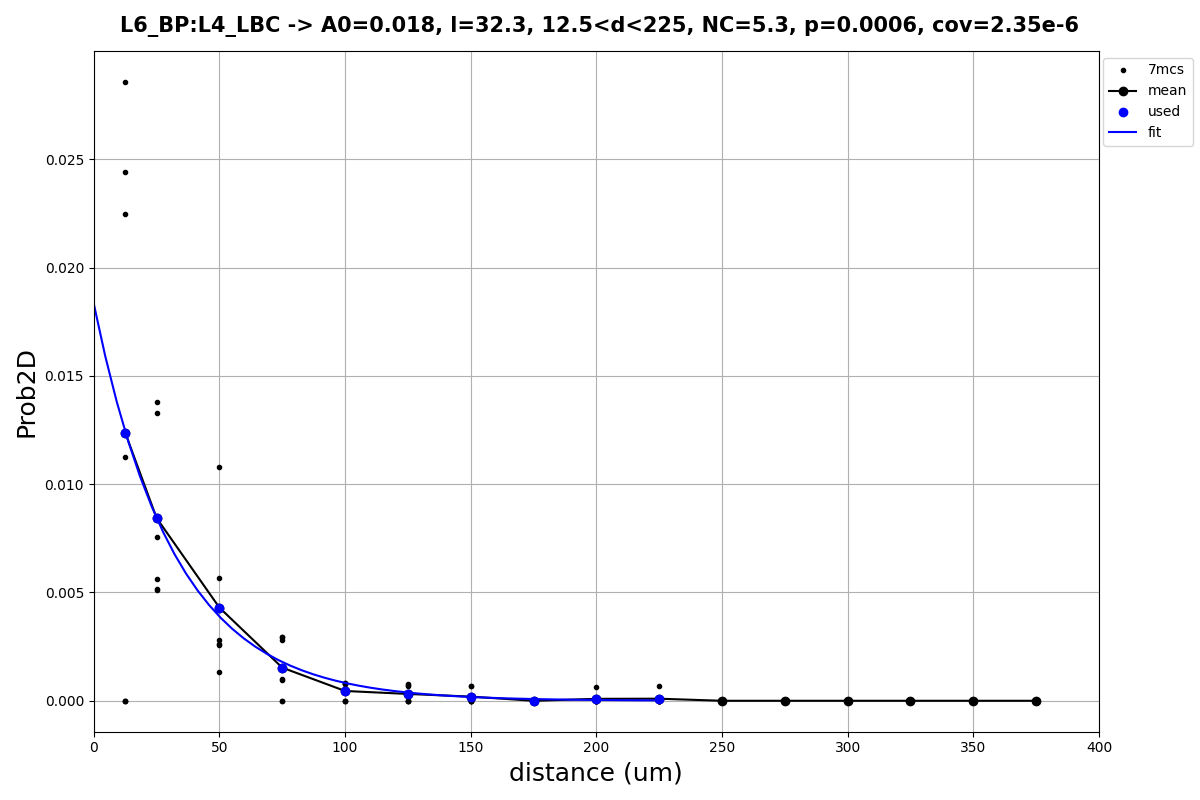 L6_BP:L4_LBC -> A0=0.018, l=32.3, 12.5<d<225, NC=5.3, p=0.0006, cov=2.35e-6
7mcs
mean
used
fit
Prob2D
0.025
0.020
0.015
0.010
0.005
0.000
0 50 100 150 200 250 300 350 400
distance (um)